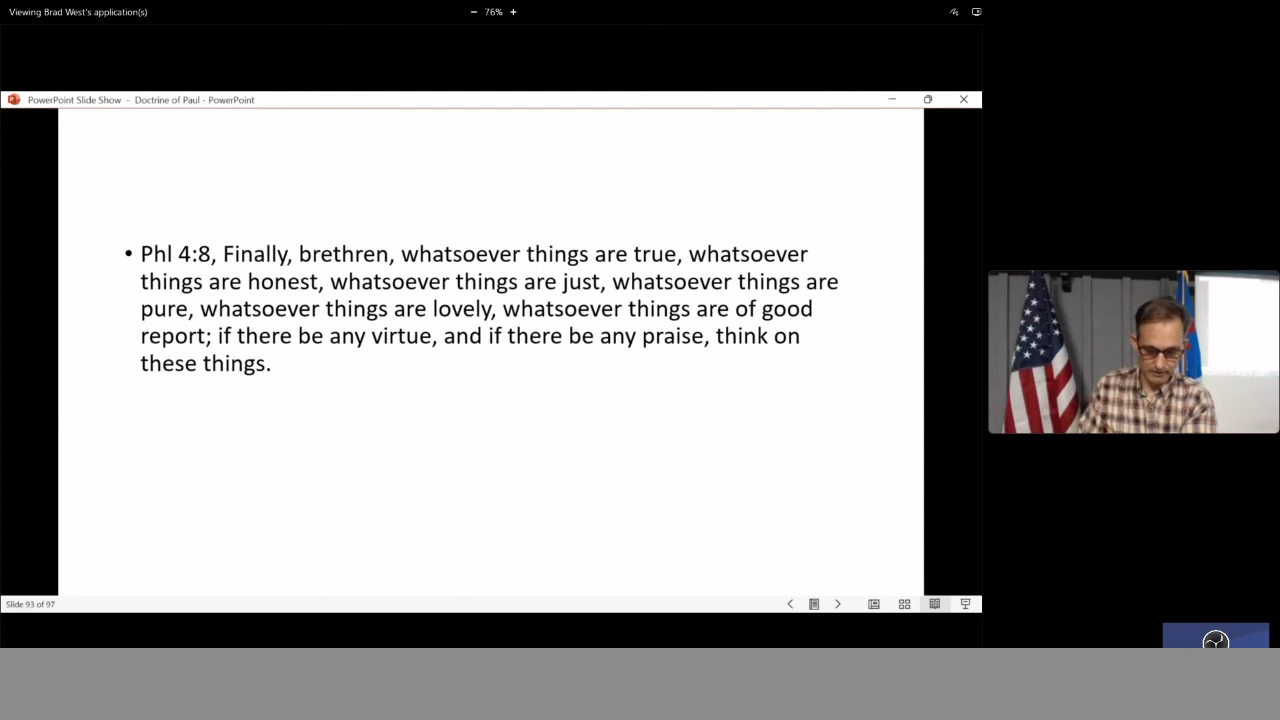 Viewing Brad West's application(s)
76%
PowerPoint Slide Show - Doctrine of Paul - PowerPoint
• Phl 4:8, Finally, brethren, whatsoever things are true, whatsoever
things are honest, whatsoever things are just, whatsoever things are
pure, whatsoever things are lovely, whatsoever things are of good
report; if there be any virtue, and if there be any praise, think on
these things.
Slide 93 of 97